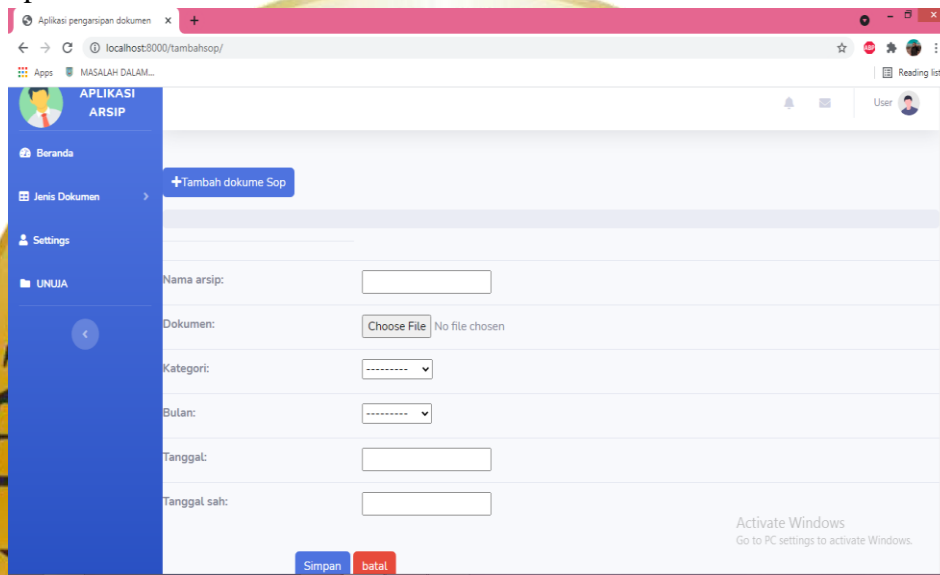 Aplikasi pengarsipan dokumen
localhost:8000/tambahsop/
Apps MASALAH DALAM... Reading list
APLIKASI
ARSIP
User
Beranda
+Tambah dokume Sop
Jenis Dokumen
Settings
UNUJA
Nama arsip:
Dokumen: Choose File No file chosen
Kategori: ---------
Bulan: ---------
Tanggal:
Tanggal sah:
Activate Windows
Go to PC settings to activate Windows.
Simpan batal